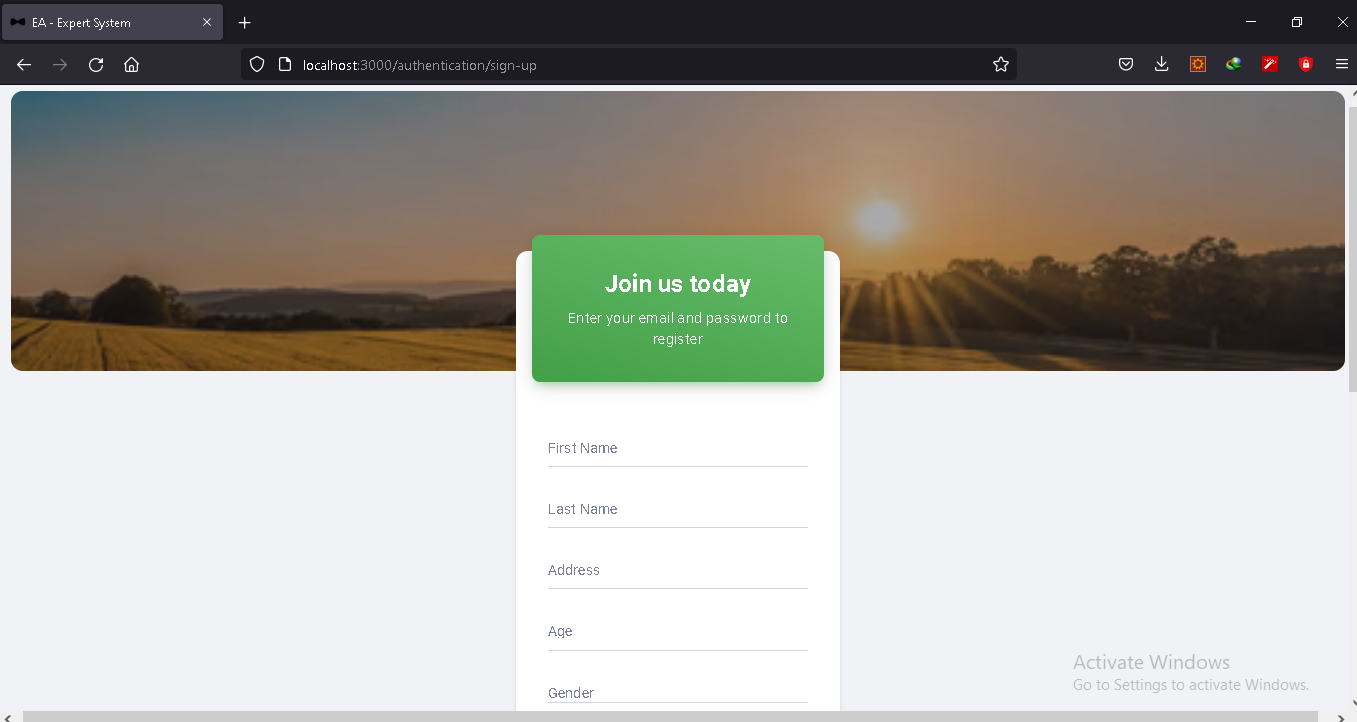 EA - Expert System
localhost:3000/authentication/sign-up
Join us today
Enter your email and password to
register
First Name
Last Name
Address
Age
Gender
Activate Windows
Go to Settings to activate Windows.